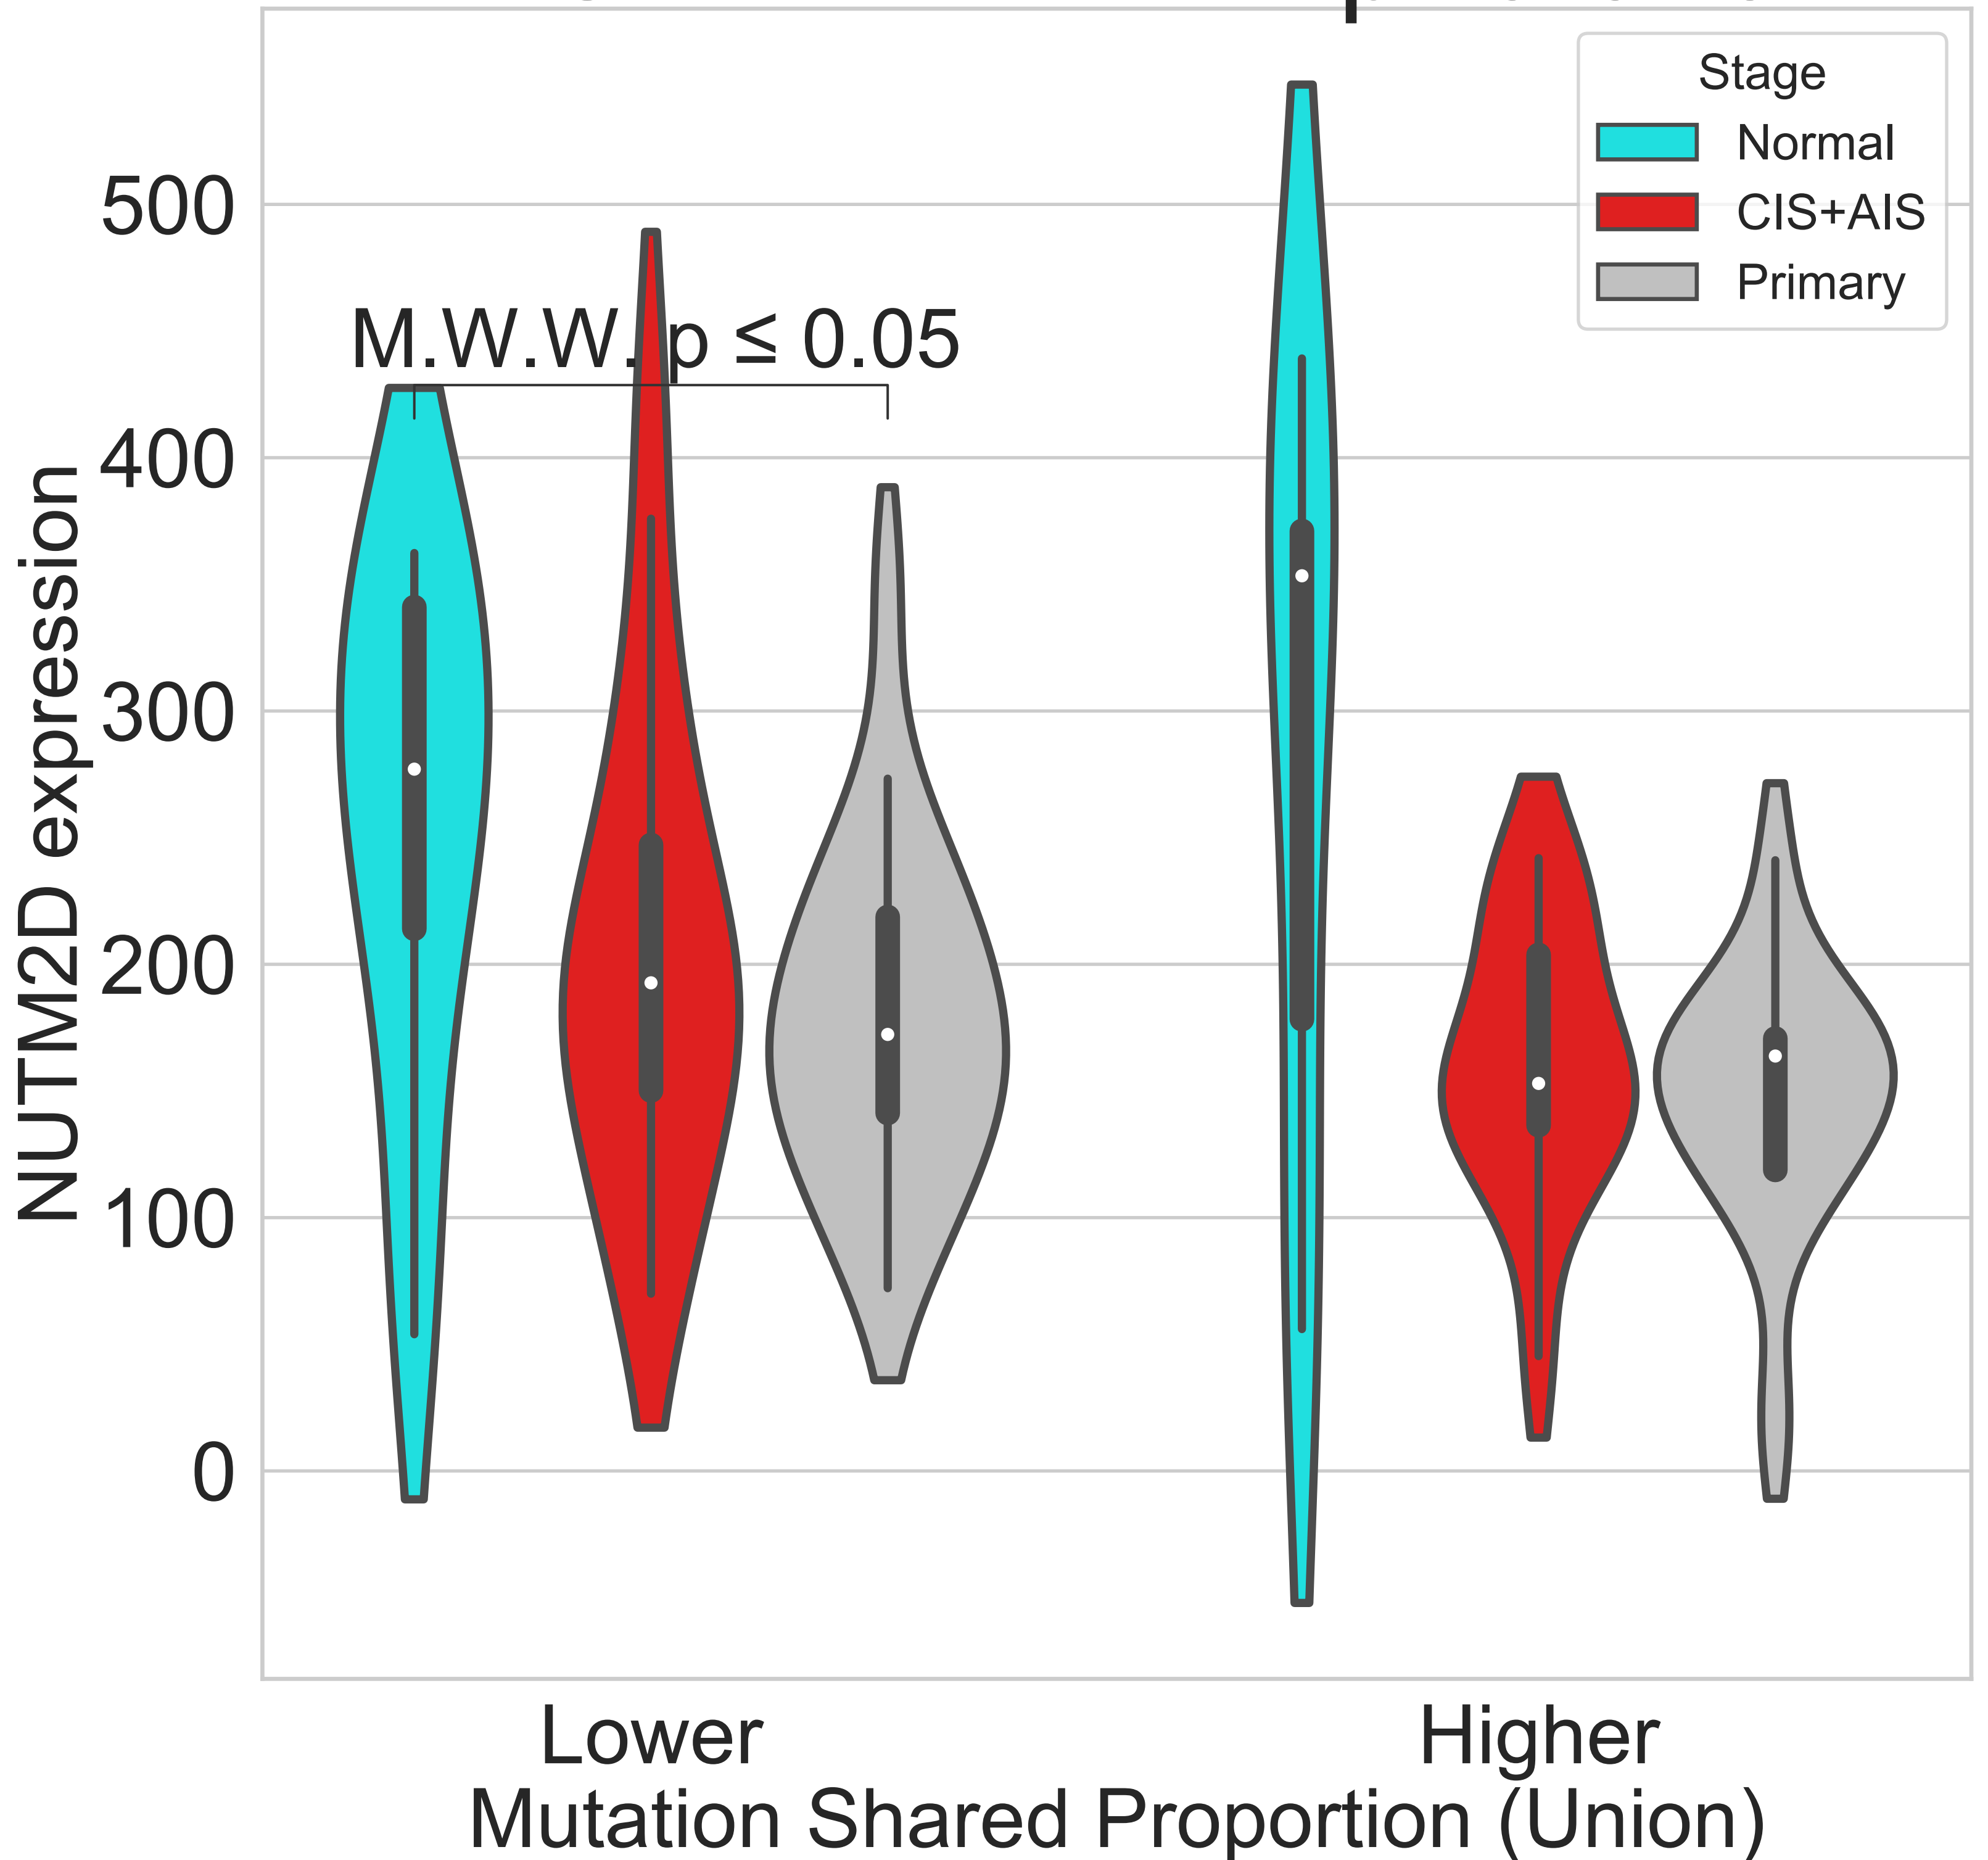 Stage
Normal
CIS+AIS
Primary
M.W.W. p ≤ 0.05
NUTM2D expression
500
400
300
200
100
0
Lower
Higher
Mutation Shared Proportion (Union)